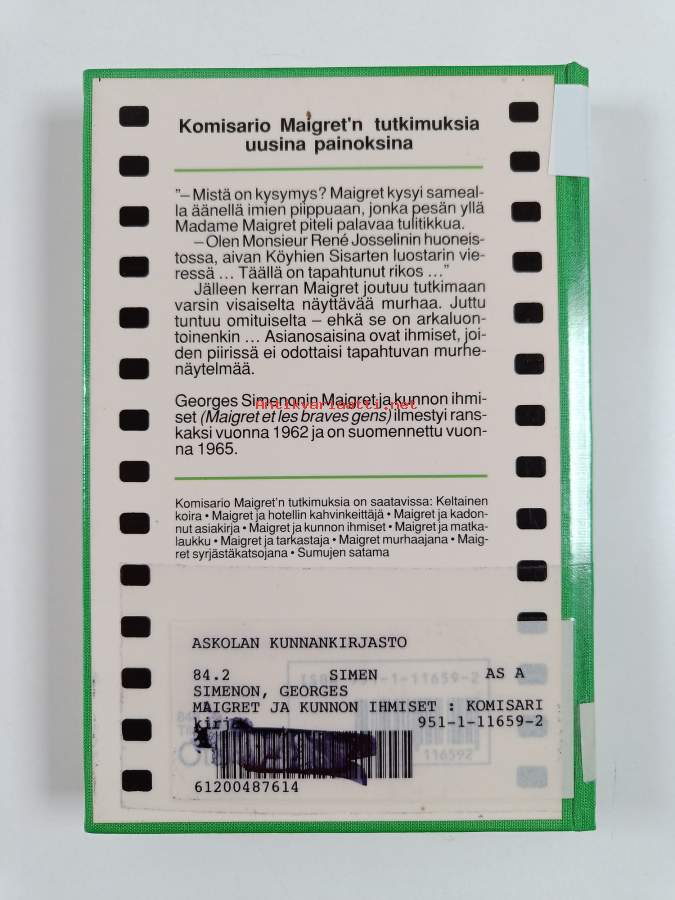 Komisario Maigret'n tutkimuksia
uusina painoksina
"– Mistä on kysymys? Maigret kysyi sameal-
la äänellä imien piippuaan, jonka pesän yllä
Madame Maigret piteli palavaa tulitikkua.
– Olen Monsieur René Josselinin huoneis-
tossa, aivan Köyhien Sisarten luostarin vie-
ressä ... Täällä on tapahtunut rikos ..."
Jälleen kerran Maigret joutuu tutkimaan
varsin visaiselta näyttävää murhaa. Juttu
tuntuu omituiselta – ehkä se on arkaluon-
toinenkin ... Asianosaisina ovat ihmiset, joi-
den piirissä ei odottaisi tapahtuvan murhe-
näytelmää.
Georges Simenonin Maigret ja kunnon ihmi-
Antikvariaatti.net
set (Maigret et les braves gens) ilmestyi rans-
kaksi vuonna 1962 ja on suomennettu vuon-
na 1965.
Komisario Maigret'n tutkimuksia on saatavissa: Keltainen
koira • Maigret ja hotellin kahvinkeittäjä • Maigret ja kadon-
nut asiakirja • Maigret ja kunnon ihmiset • Maigret ja matka-
laukku • Maigret ja tarkastaja • Maigret murhaajana • Maig-
ret syrjästäkatsojana • Sumujen satama
ASKOLAN KUNNANKIRJASTO
84.2 SIMEN AS A
SIMENON, GEORGES
MAIGRET JA KUNNON IHMISET : KOMISARI
951-1-11659-2
116592
61200487614